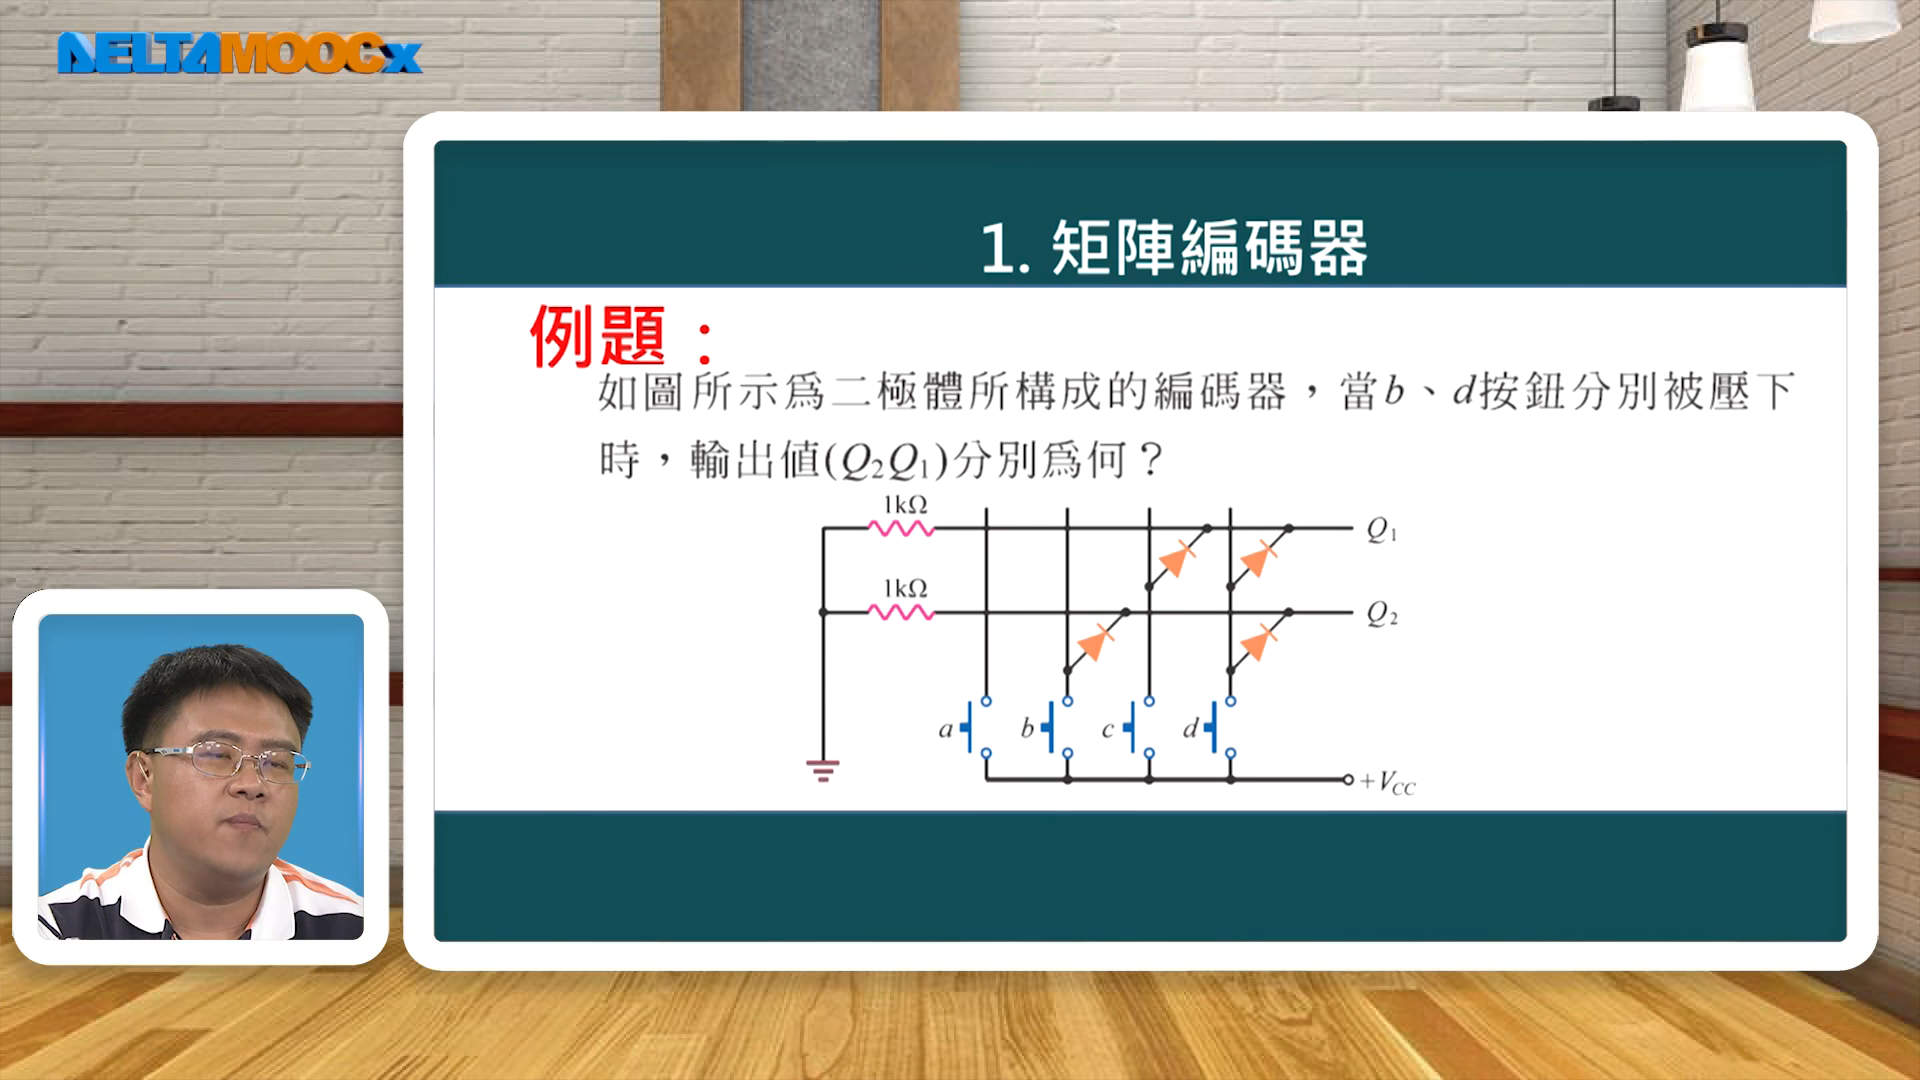 DELTAMOOCx
1. 矩陣編碼器
例題：
如圖所示為二極體所構成的編碼器，當b、d按鈕分別被壓下
時，輸出値(Q2Q1)分別為何？
1kΩ
Q1
1kΩ
Q2
a b c d
+VCC